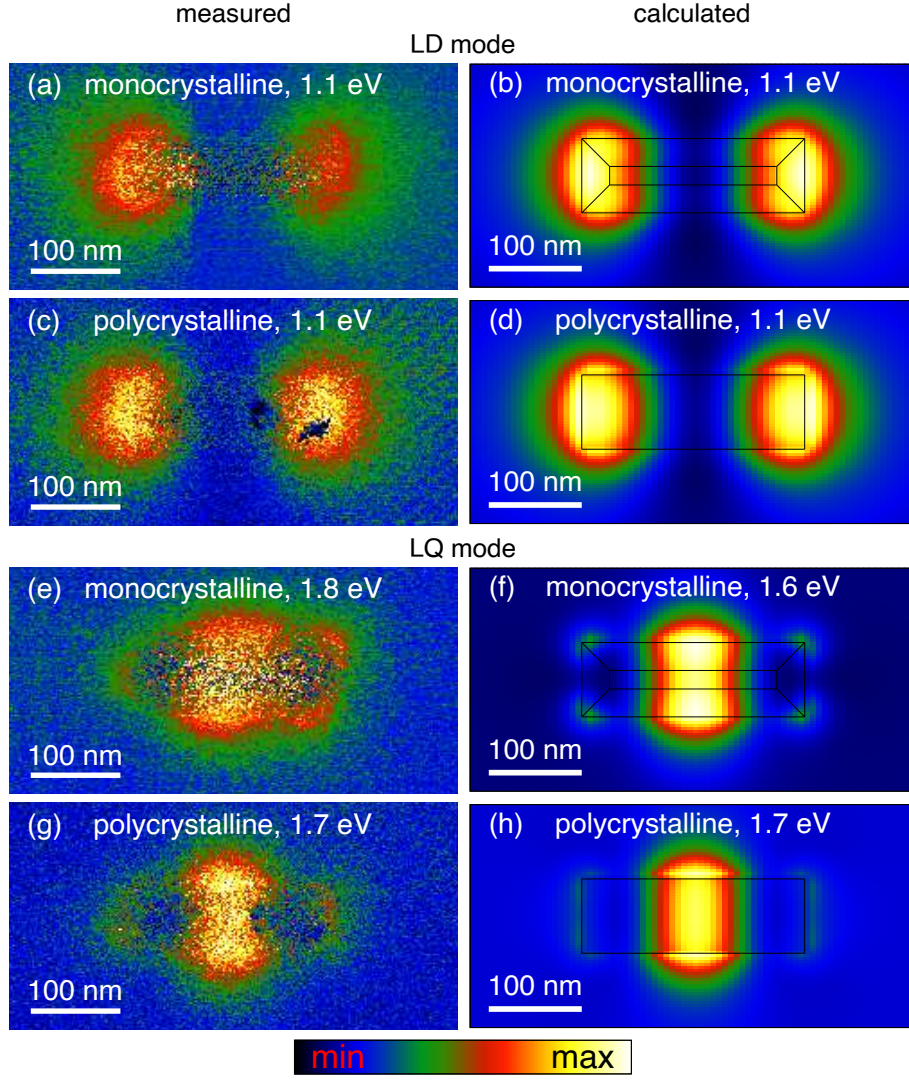 measured calculated
LD mode
(a) monocrystalline, 1.1 eV
100 nm
(b) monocrystalline, 1.1 eV
100 nm
(c) polycrystalline, 1.1 eV
100 nm
(d) polycrystalline, 1.1 eV
100 nm
LQ mode
(e) monocrystalline, 1.8 eV
100 nm
(f) monocrystalline, 1.6 eV
100 nm
(g) polycrystalline, 1.7 eV
100 nm
(h) polycrystalline, 1.7 eV
100 nm
min max